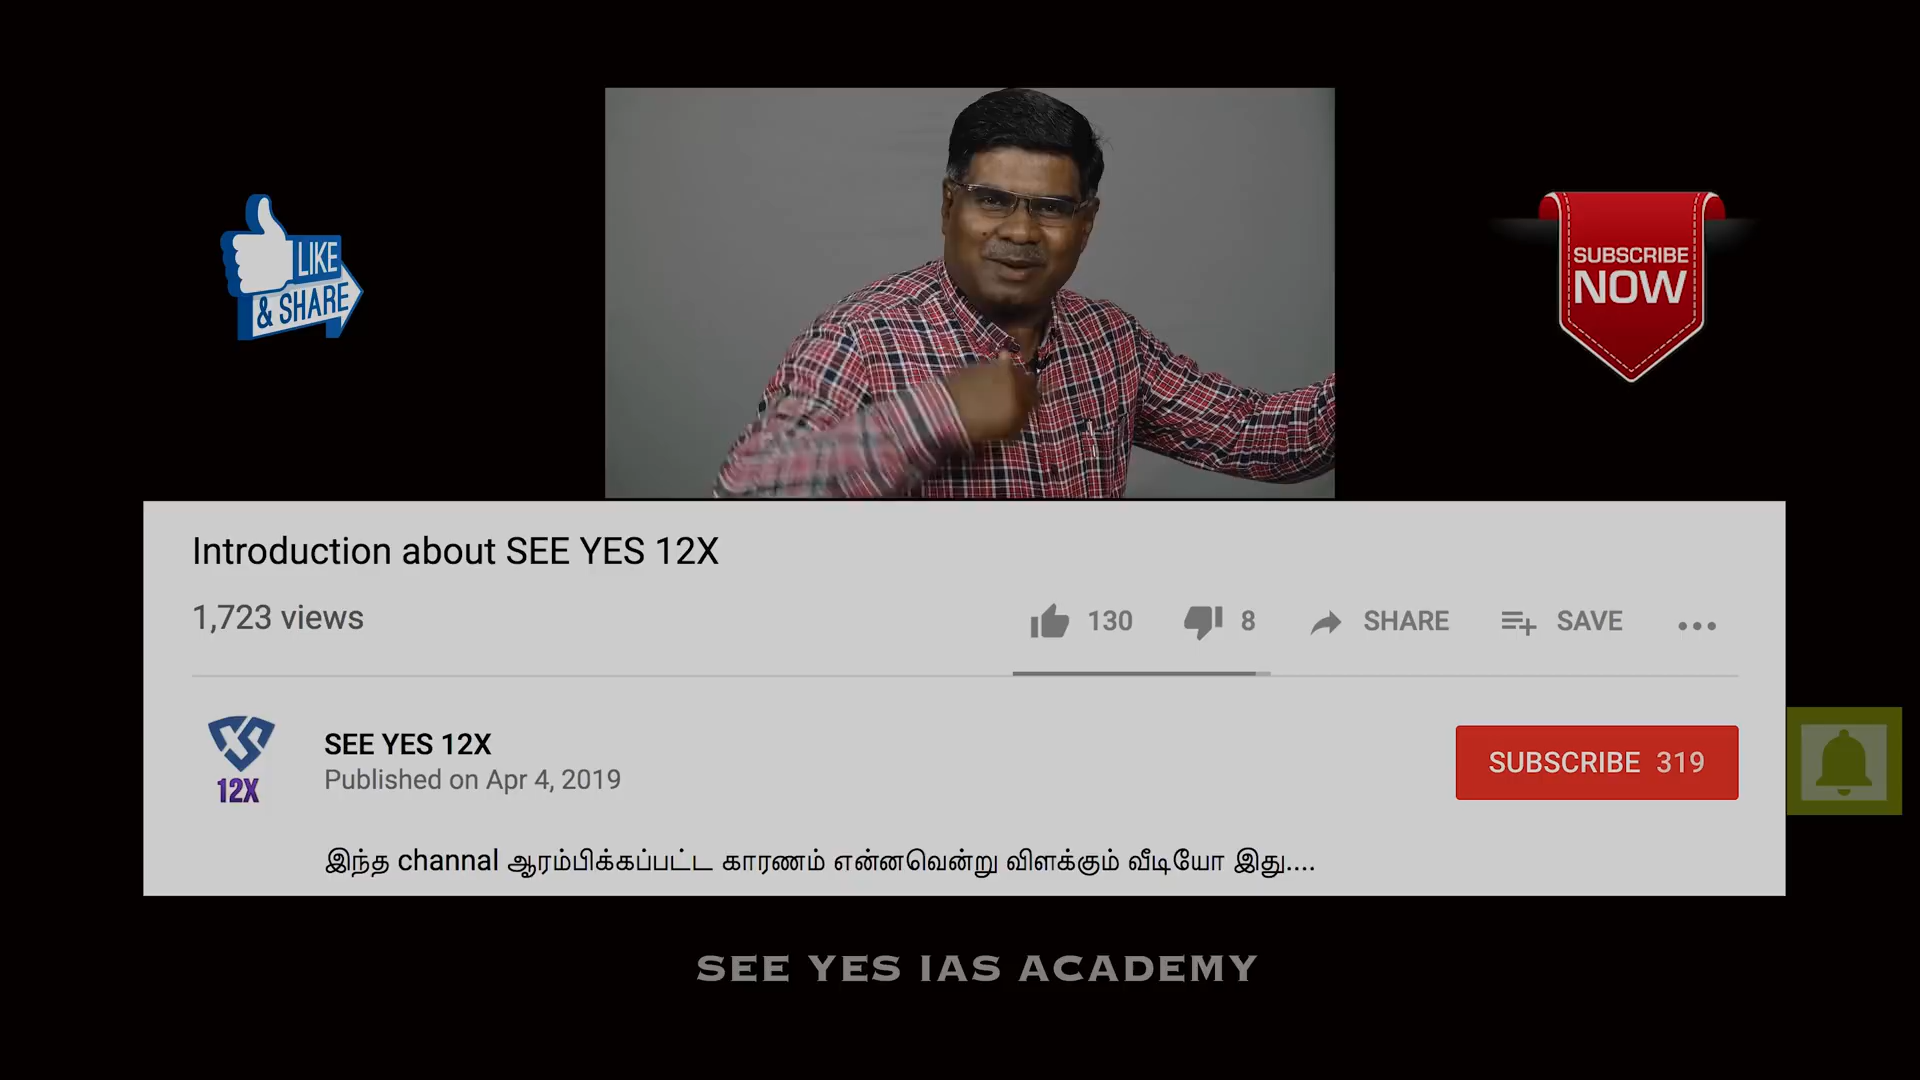 LIKE
& SHARE
SUBSCRIBE
NOW
Introduction about SEE YES 12X
1,723 views
130 8 SHARE SAVE
12X
SEE YES 12X
Published on Apr 4, 2019
SUBSCRIBE 319
இந்த channal ஆரம்பிக்கப்பட்ட காரணம் என்னவென்று விளக்கும் வீடியோ இது....
SEE YES IAS ACADEMY